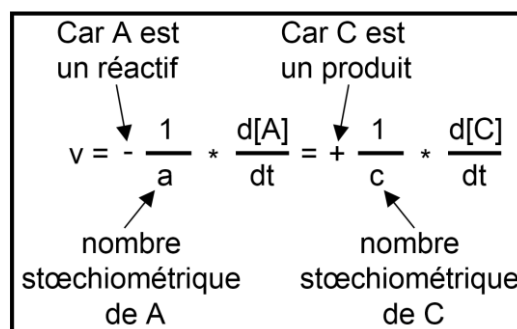 Car A est Car C est
un réactif un produit
v = - 1/a * d[A]/dt = + 1/c * d[C]/dt
nombre nombre
stœchiométrique stœchiométrique
de A de C